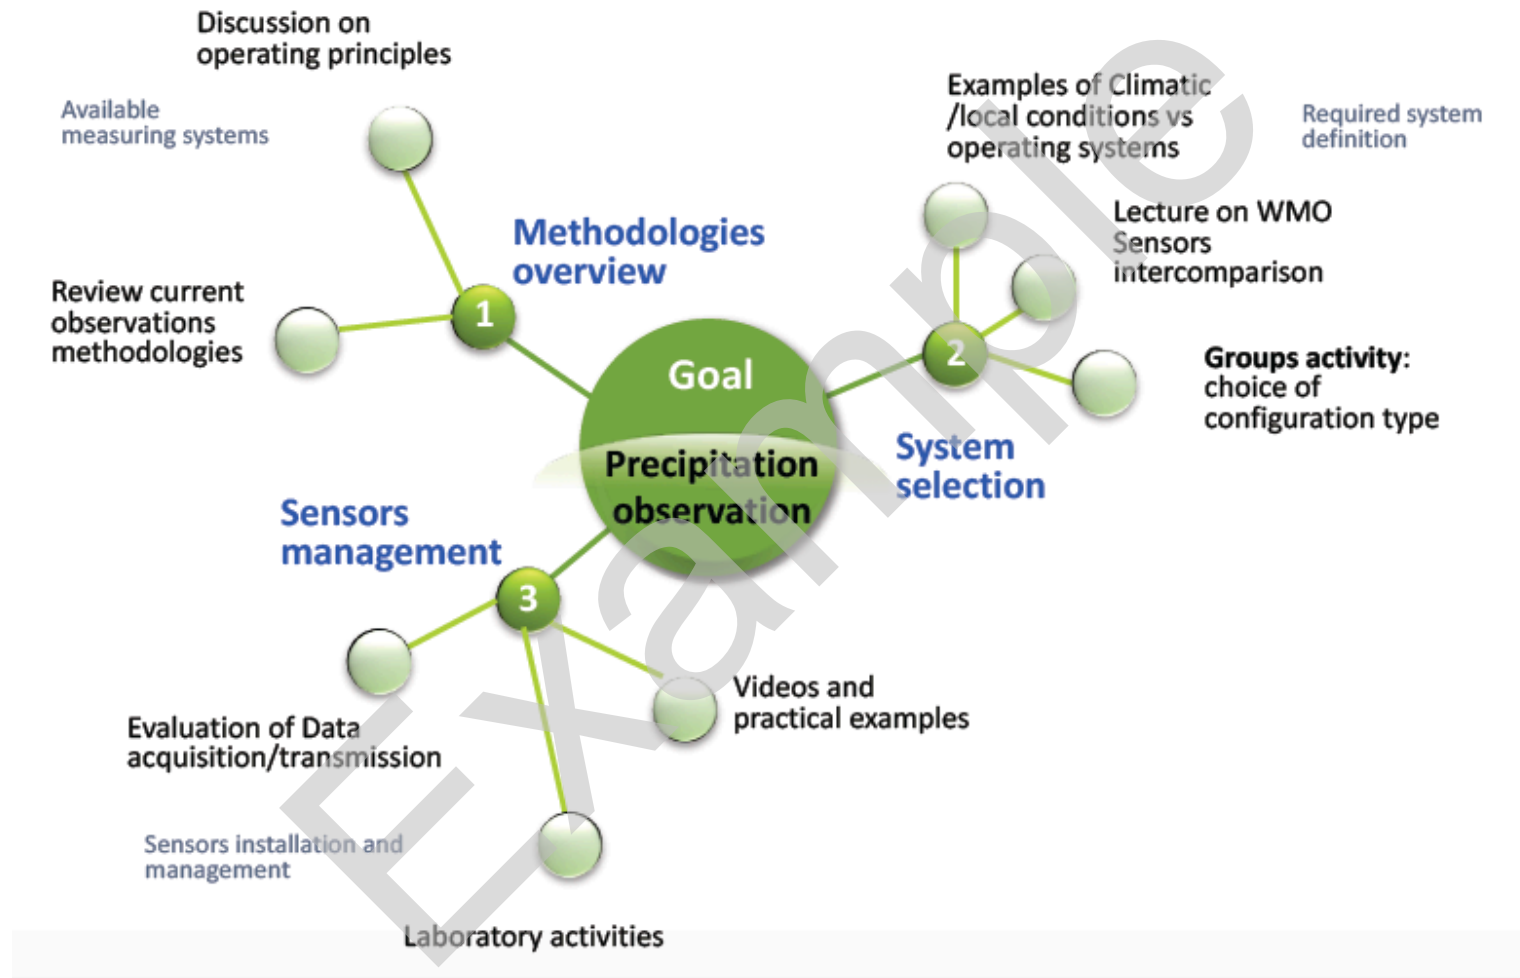 Discussion on
operating principles
Available
measuring systems
Review current
observations
methodologies
1
Methodologies
overview
Goal
Precipitation
observation
Examples of Climatic
/local conditions vs
operating systems
Required system
definition
Lecture on WMO
Sensors
intercomparison
2
Groups activity:
choice of
configuration type
System
selection
Sensors
management
3
Evaluation of Data
acquisition/transmission
Videos and
practical examples
Sensors installation and
management
Laboratory activities
Example